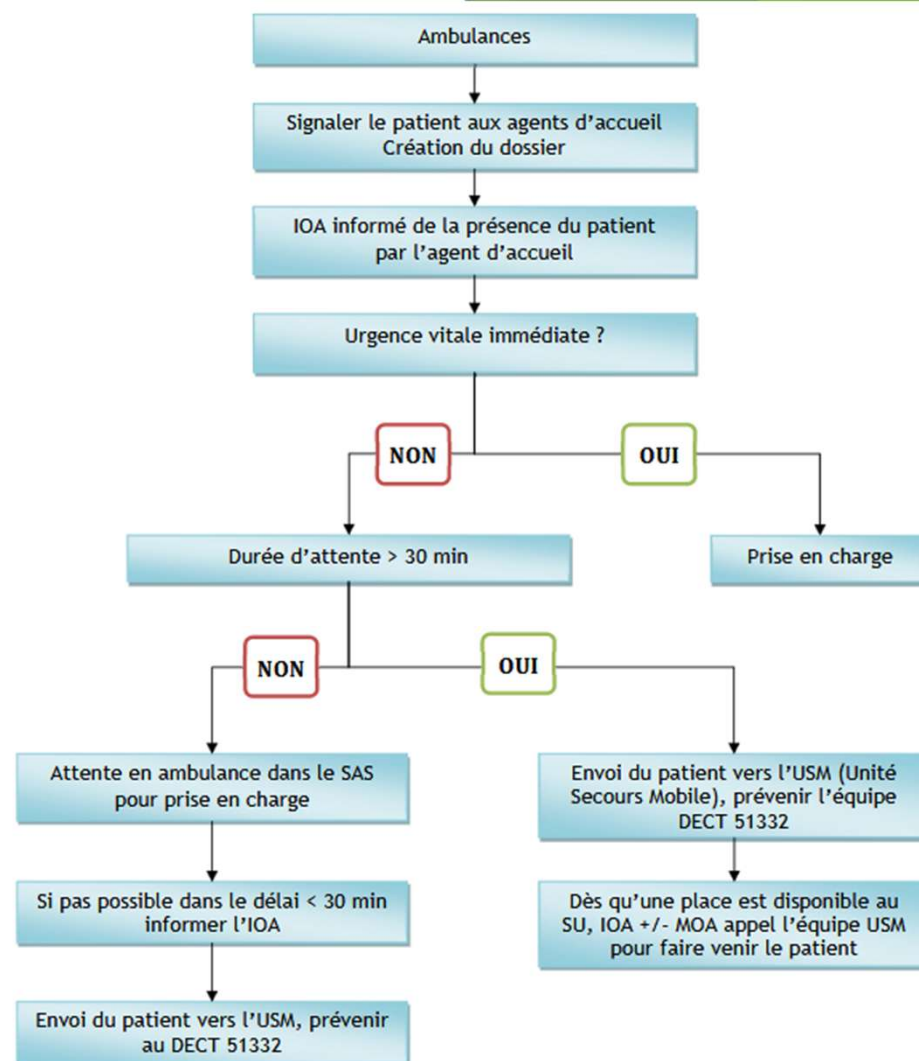 Ambulances
Signaler le patient aux agents d'accueil
Création du dossier
IOA informé de la présence du patient
par l'agent d'accueil
Urgence vitale immédiate ?
NON
OUI
Durée d'attente > 30 min
Prise en charge
NON
OUI
Attente en ambulance dans le SAS
pour prise en charge
Envoi du patient vers l'USM (Unité
Secours Mobile), prévenir l'équipe
DECT 51332
Si pas possible dans le délai < 30 min
informer l'IOA
Dès qu'une place est disponible au
SU, IOA +/- MOA appel l'équipe USM
pour faire venir le patient
Envoi du patient vers l'USM, prévenir
au DECT 51332